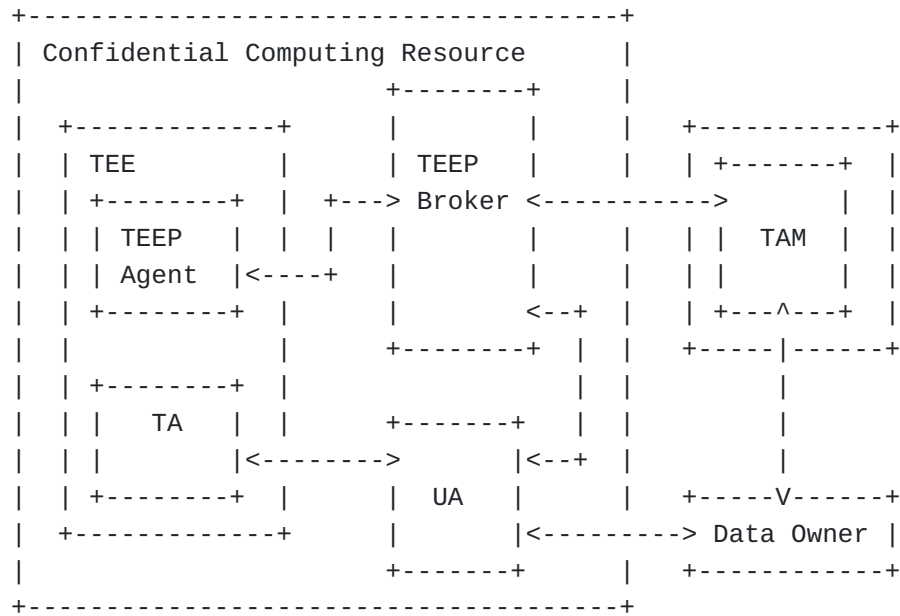 +---------------------------------------+
| Confidential Computing Resource       |
|                        +--------+     |
|  +-------------+       |        |     |   +------------+
|  | TEE         |       | TEEP   |     |   | +-------+  |
|  | +--------+  |  +---> Broker <-----------> |       |  |
|  | | TEEP   |  |  |    |        |     |   | |  TAM  |  |
|  | | Agent  |<----+    |        |     |   | |       |  |
|  | +--------+  |       |        <--+  |   | +---^---+  |
|  |             |       +--------+  |  |   +-----|------+
|  | +--------+  |                   |  |         |
|  | |   TA   |  |       +-------+   |  |         |
|  | |        |<-------->       |<--+  |         |
|  | +--------+  |       |  UA   |      |   +-----V------+
|  +-------------+       |       |<---------> Data Owner |
|                        +-------+      |   +------------+
+---------------------------------------+